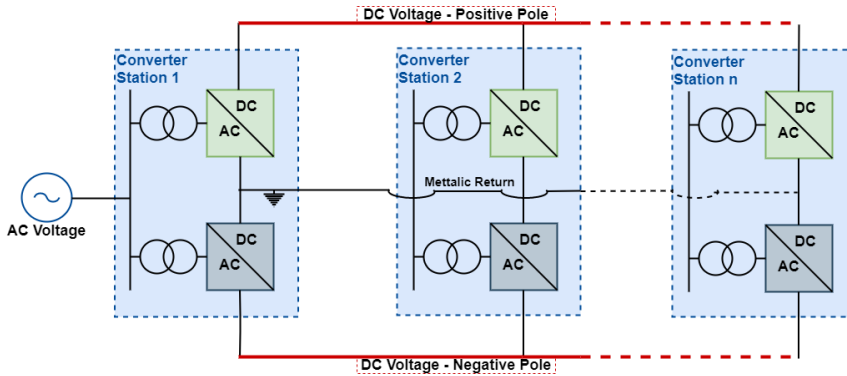 DC Voltage - Positive Pole
Converter
Station 1
Converter
Station 2
Converter
Station n
DC
AC
DC
AC
DC
AC
Mettalic Return
AC Voltage
DC
AC
DC
AC
DC
AC
DC Voltage - Negative Pole